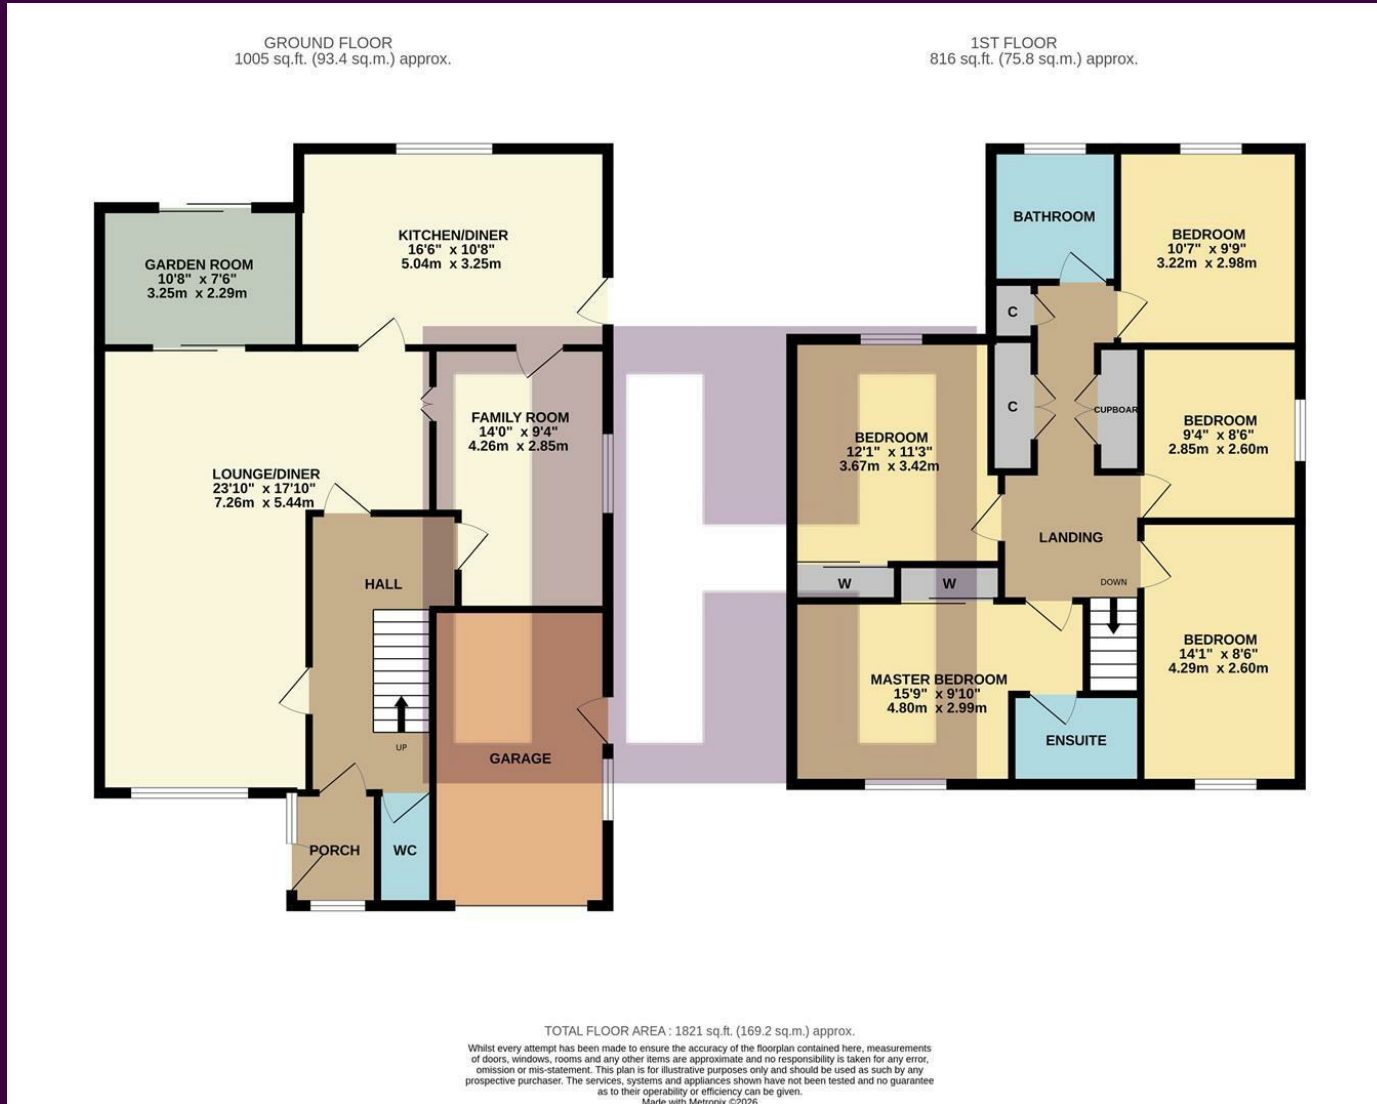 GROUND FLOOR
1005 sq.ft. (93.4 sq.m.) approx.
1ST FLOOR
816 sq.ft. (75.8 sq.m.) approx.
KITCHEN/DINER
16'6" x 10'8"
5.04m x 3.25m
GARDEN ROOM
10'8" x 7'6"
3.25m x 2.29m
FAMILY ROOM
14'0" x 9'4"
4.26m x 2.85m
LOUNGE/DINER
23'10" x 17'10"
7.26m x 5.44m
HALL
UP
GARAGE
PORCH
WC
BATHROOM
BEDROOM
10'7" x 9'9"
3.22m x 2.98m
C
C
CUPBOAR
BEDROOM
9'4" x 8'6"
2.85m x 2.60m
BEDROOM
12'1" x 11'3"
3.67m x 3.42m
LANDING
DOWN
W
W
BEDROOM
14'1" x 8'6"
4.29m x 2.60m
MASTER BEDROOM
15'9" x 9'10"
4.80m x 2.99m
ENSUITE
TOTAL FLOOR AREA : 1821 sq.ft. (169.2 sq.m.) approx.
Whilst every attempt has been made to ensure the accuracy of the floorplan contained here, measurements
of doors, windows, rooms and any other items are approximate and no responsibility is taken for any error,
omission or mis-statement. This plan is for illustrative purposes only and should be used as such by any
prospective purchaser. The services, systems and appliances shown have not been tested and no guarantee
as to their operability or efficiency can be given.
Made with Metropix ©2026